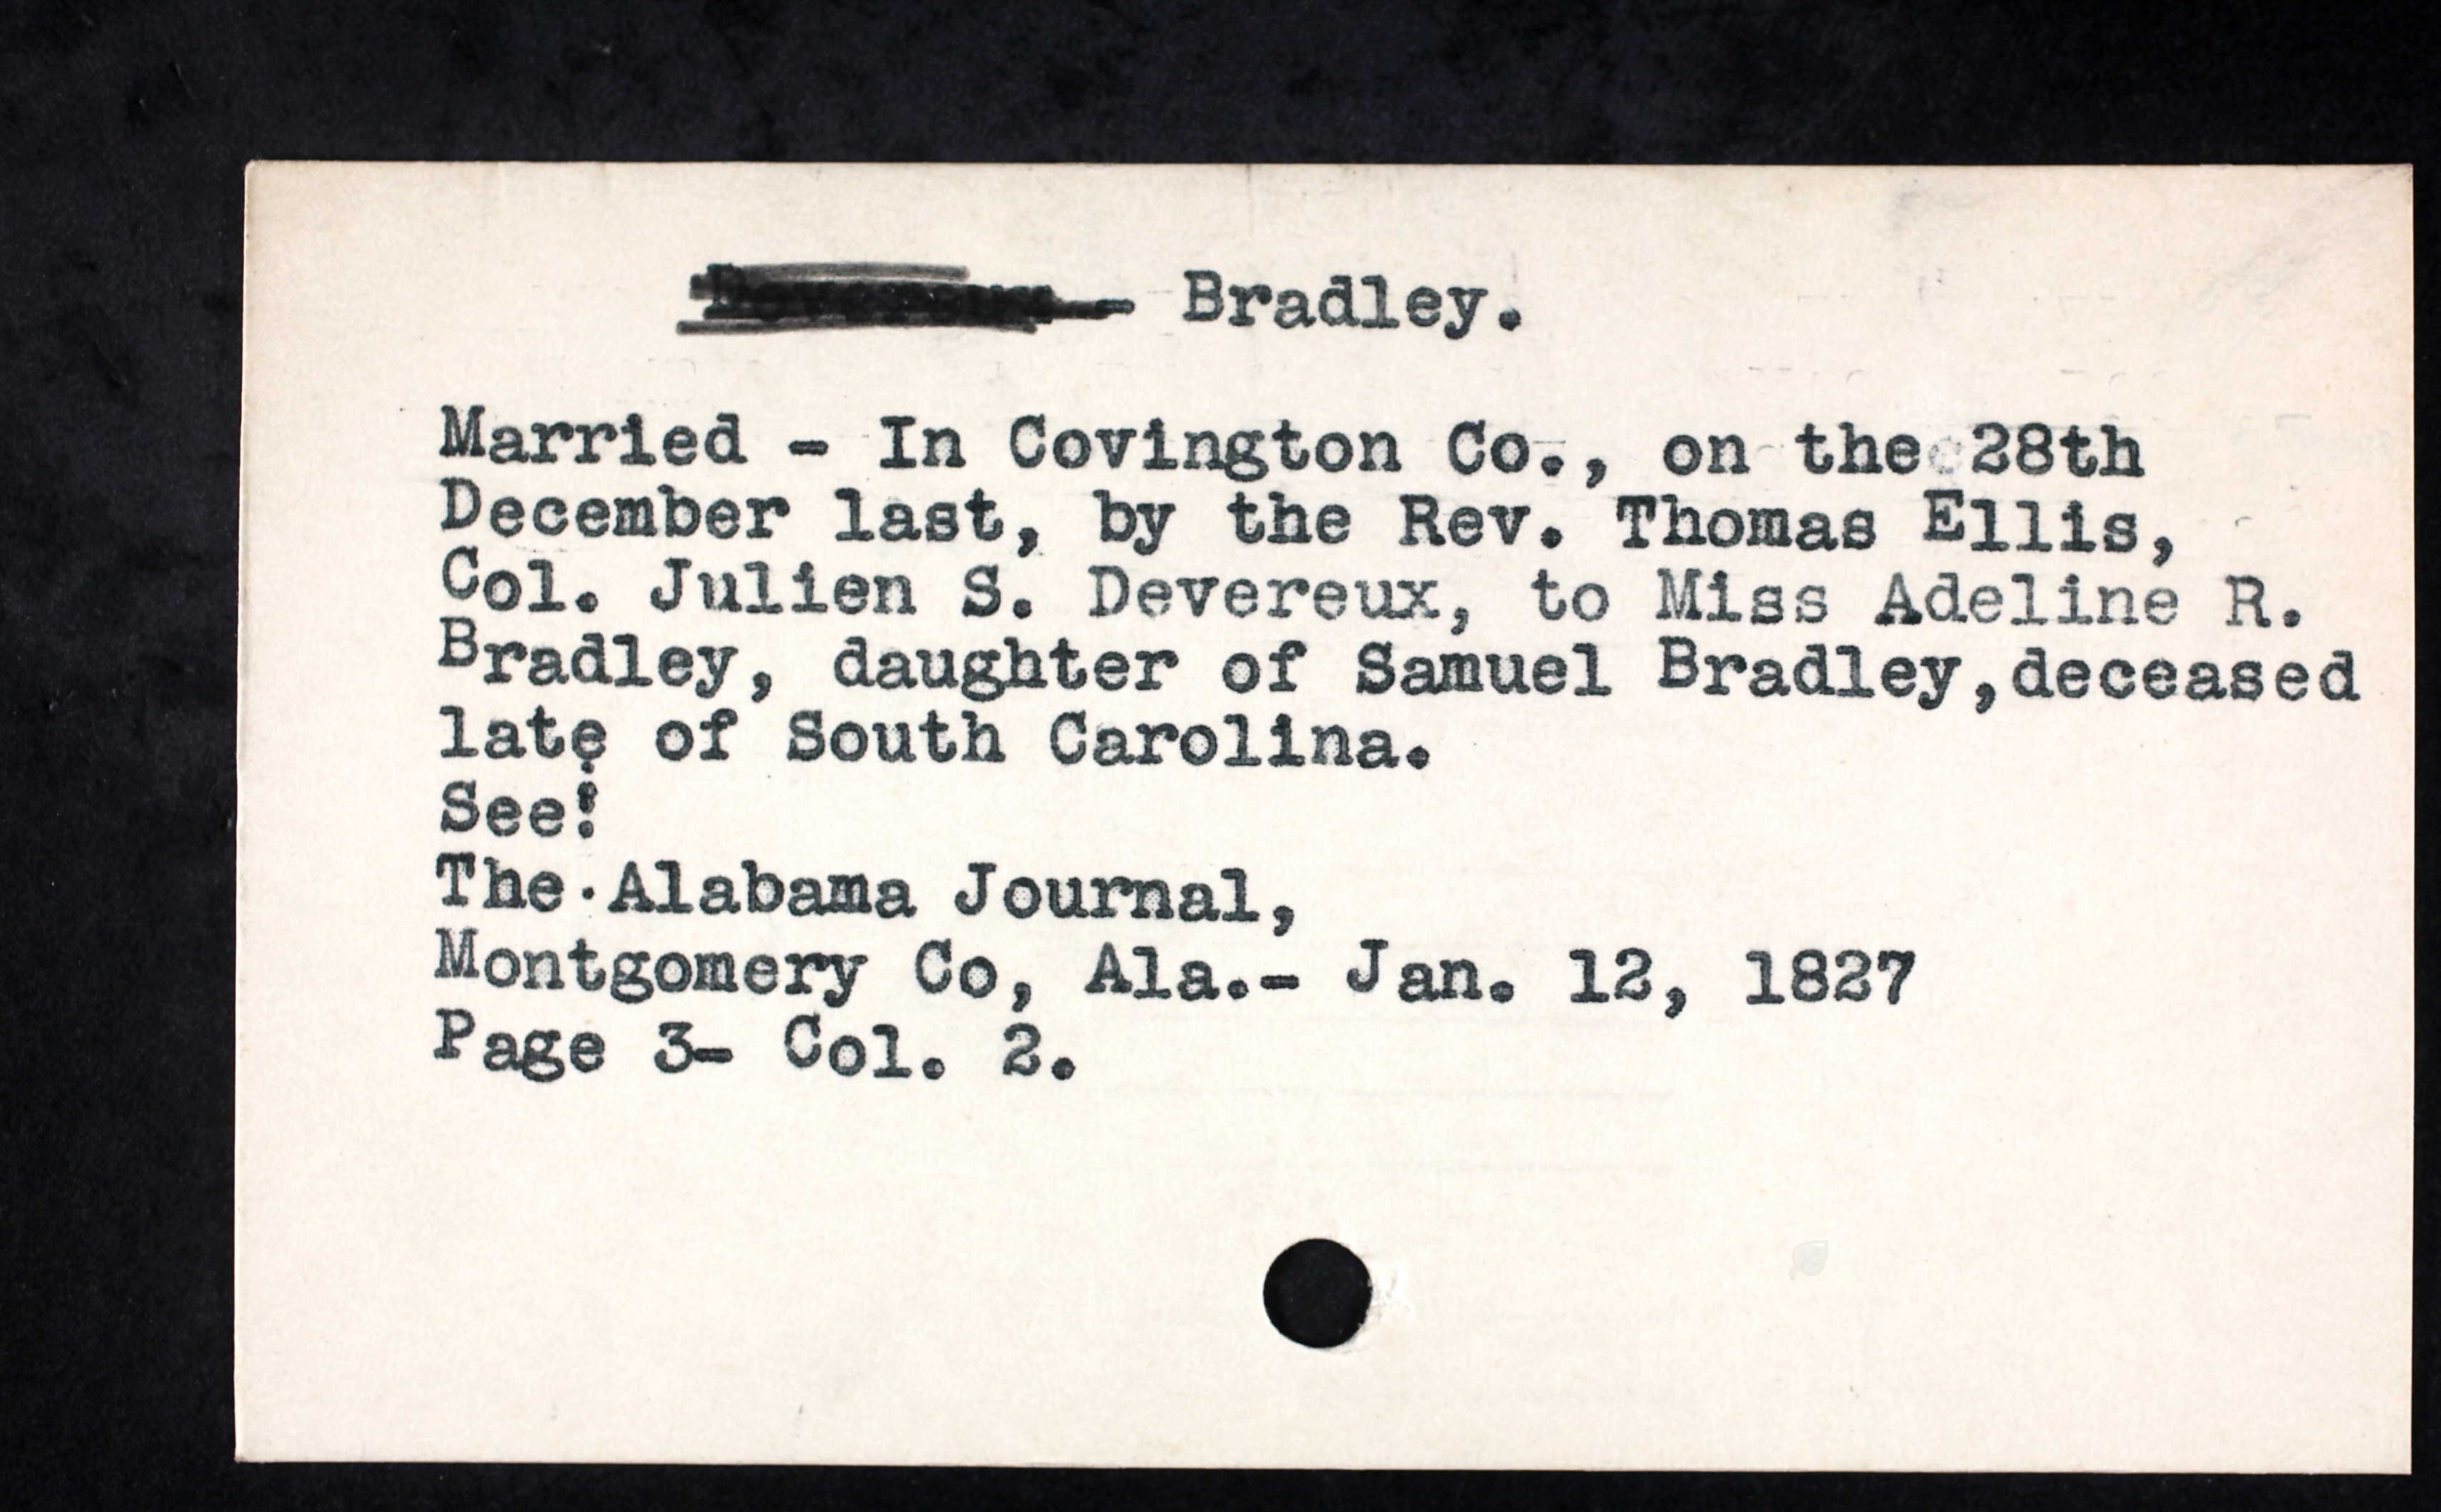 Devereux - Bradley.
Married - In Covington Co., on the 28th
December last, by the Rev. Thomas Ellis,
Col. Julien S. Devereux, to Miss Adeline R.
Bradley, daughter of Samuel Bradley,deceased
late of South Carolina.
See:
The Alabama Journal,
Montgomery Co, Ala.- Jan. 12, 1827
Page 3- Col. 2.